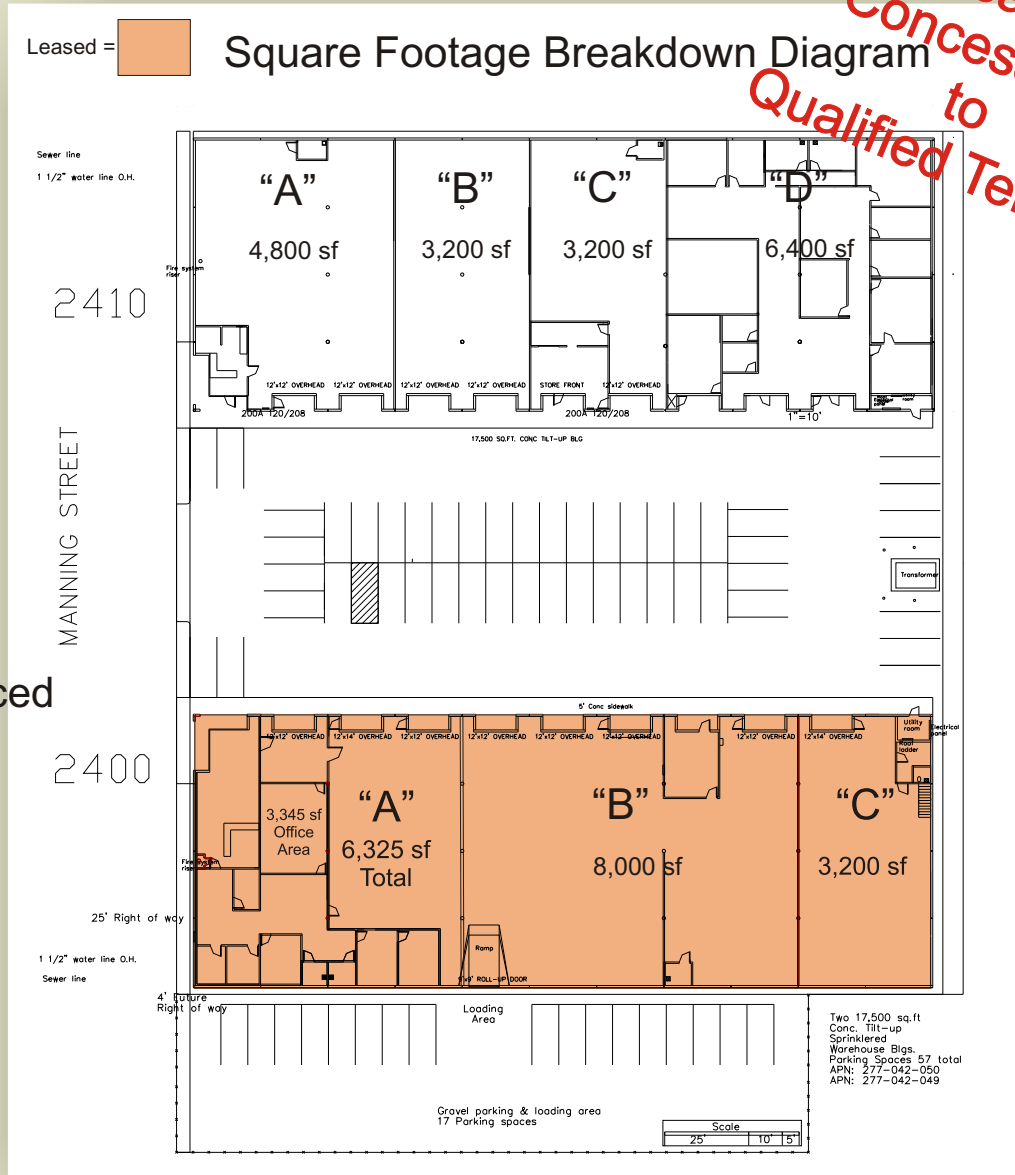 Leased =
Square Footage Breakdown Diagram
to
Qualified
Sewer line
1 1/2" water line O.H.
“A”
4,800 sf
“B”
3,200 sf
“C”
3,200 sf
“D”
6,400 sf
Fire system
riser
2410
12'x12' OVERHEAD
12'x12' OVERHEAD
12'x12' OVERHEAD
12'x12' OVERHEAD
STORE FRONT
12'x12' OVERHEAD
room
200A 120/208
200A 120/208
1"=10'
17,500 SQ.FT. CONC TILT-UP BLG
MANNING STREET
Transformer
5' Conc sidewalk
2400
12'x12' OVERHEAD
12'x14' OVERHEAD
12'x12' OVERHEAD
12'x12' OVERHEAD
12'x12' OVERHEAD
12'x12' OVERHEAD
12'x12' OVERHEAD
12'x14' OVERHEAD
Utility
room
Electrical
panel
Roof
ladder
3,345 sf
Office
Area
“A”
6,325 sf
Total
“B”
8,000 sf
“C”
3,200 sf
Fire system
riser
25' Right of way
1 1/2" water line O.H.
Sewer line
Ramp
9'x9' ROLL-UP DOOR
4' future
Right of way
Loading
Area
Two 17,500 sq.ft
Conc. Tilt-up
Sprinklered
Warehouse Blgs.
Parking Spaces 57 total
APN: 277-042-050
APN: 277-042-049
Gravel parking & loading area
17 Parking spaces
Scale
25' 10' 5'